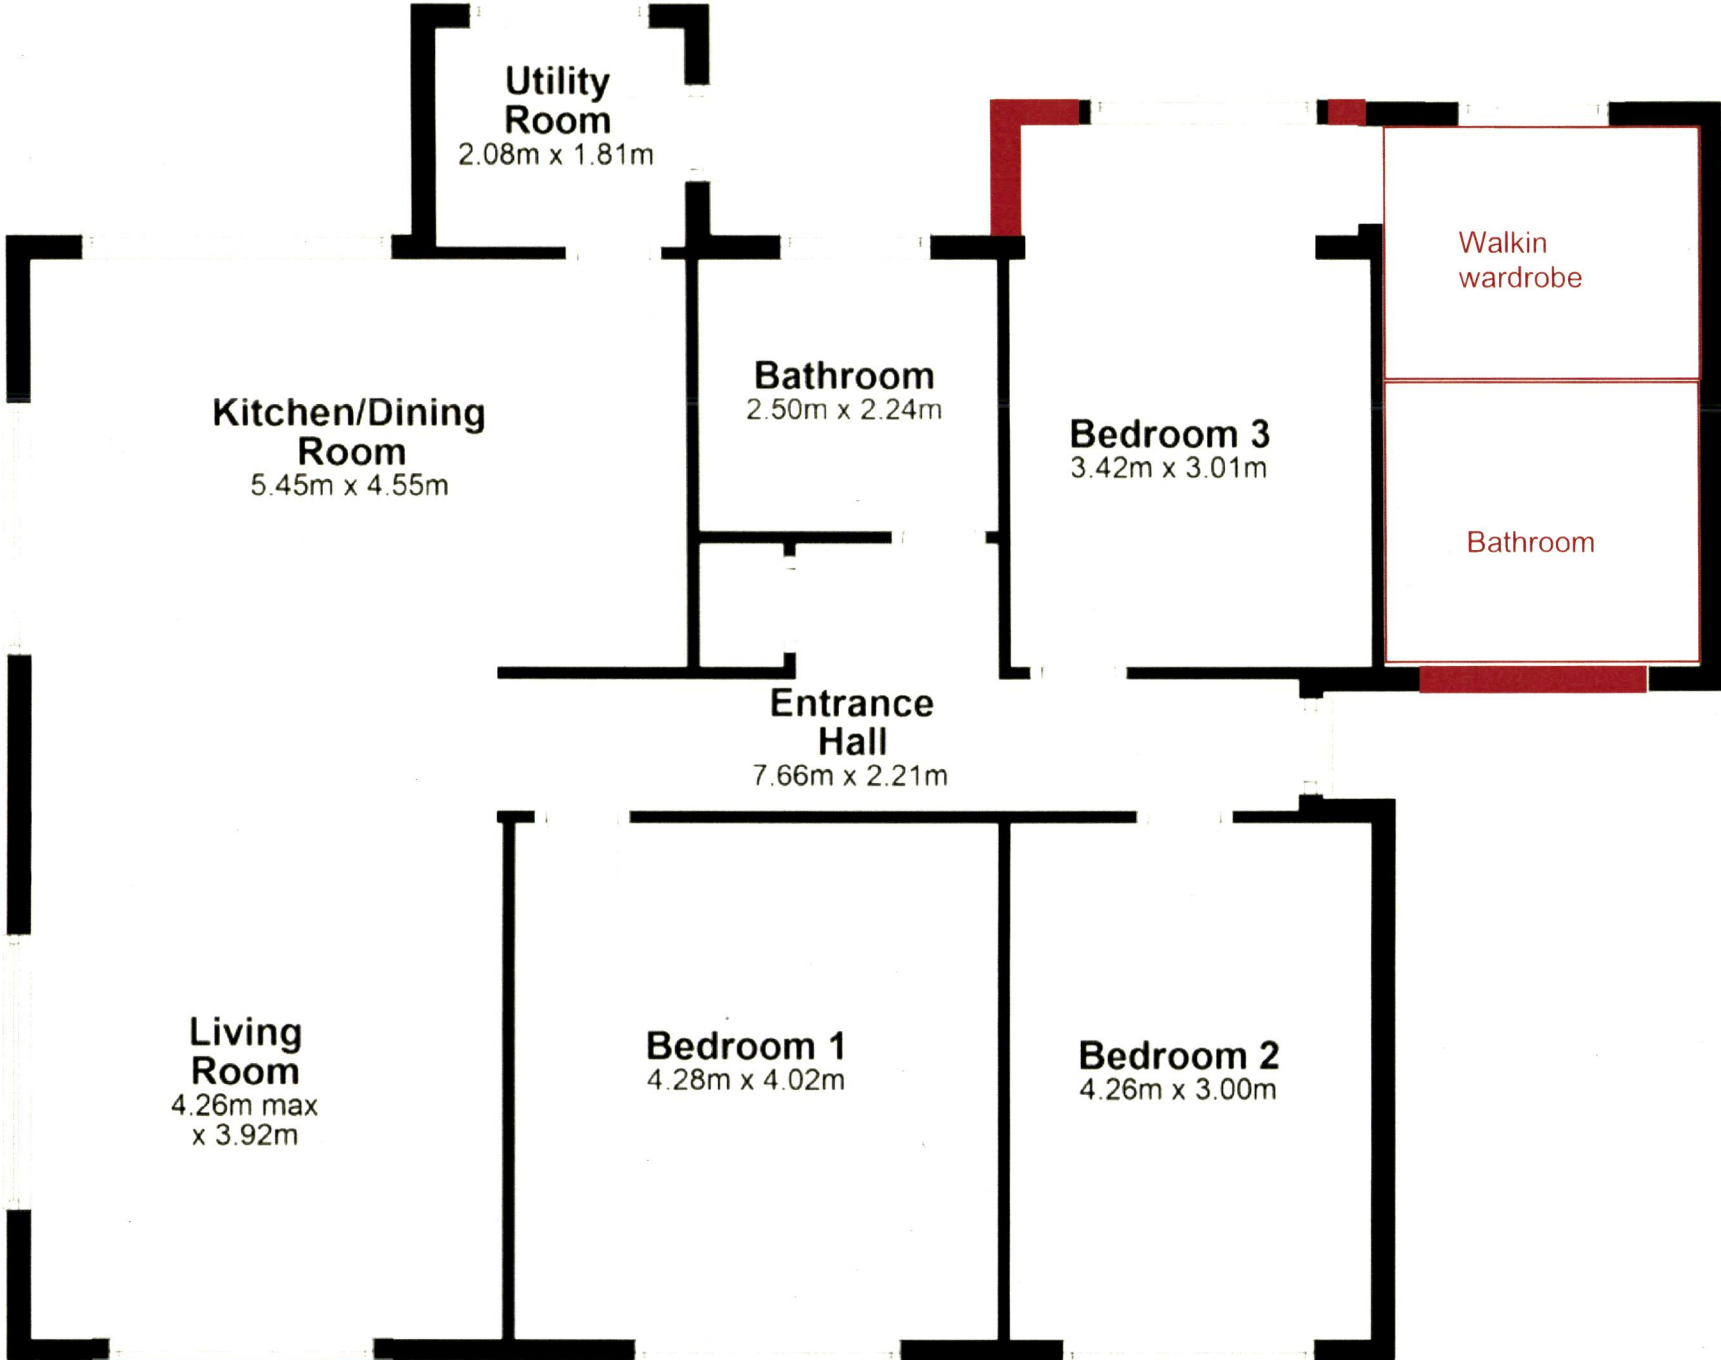 Utility
Room
2.08m x 1.81m
Walkin
wardrobe
Kitchen/Dining
Room
5.45m x 4.55m
Bathroom
2.50m x 2.24m
Bedroom 3
3.42m x 3.01m
Bathroom
Entrance
Hall
7.66m x 2.21m
Living
Room
4.26m max
x 3.92m
Bedroom 1
4.28m x 4.02m
Bedroom 2
4.26m x 3.00m